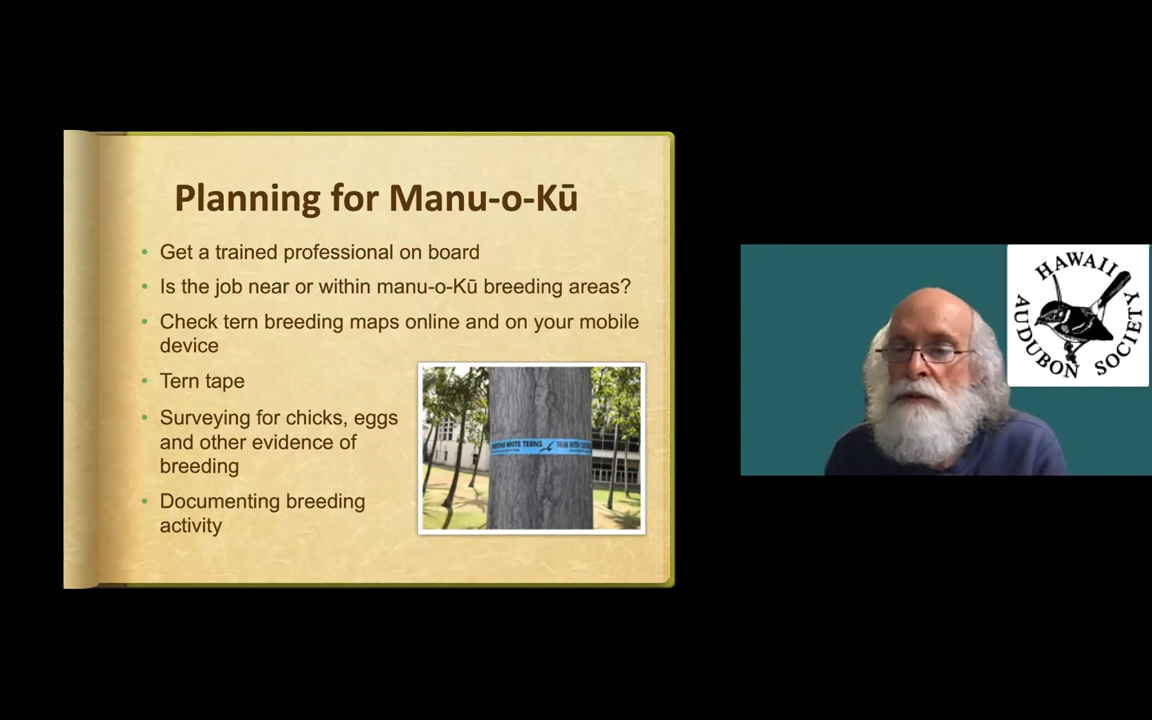 Planning for Manu-o-Kū
• Get a trained professional on board
• Is the job near or within manu-o-Kū breeding areas?
• Check tern breeding maps online and on your mobile
device
• Tern tape
• Surveying for chicks, eggs
and other evidence of
breeding
• Documenting breeding
activity
WHITE TERNS
HAWAII
AUDUBON SOCIETY